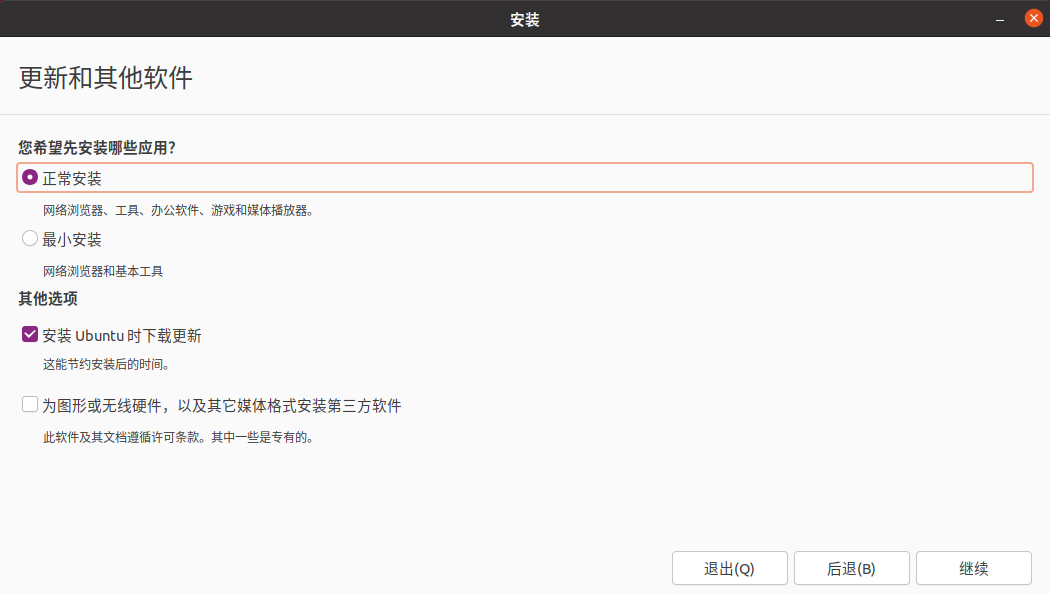 安装
更新和其他软件
您希望先安装哪些应用?
正常安装
网络浏览器、工具、办公软件、游戏和媒体播放器。
最小安装
网络浏览器和基本工具
其他选项
安装 Ubuntu 时下载更新
这能节约安装后的时间。
为图形或无线硬件，以及其它媒体格式安装第三方软件
此软件及其文档遵循许可条款。其中一些是专有的。
退出(Q) 后退(B) 继续